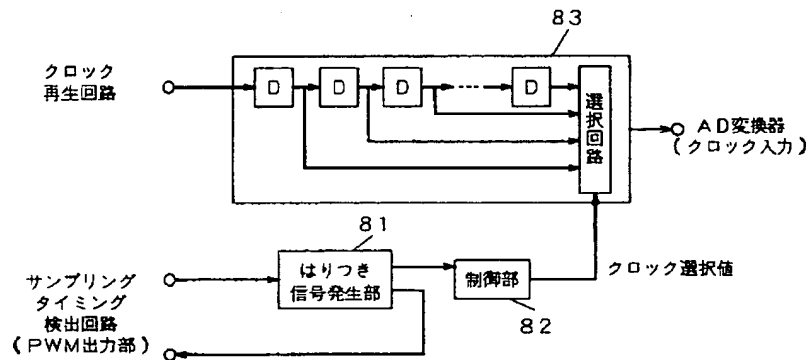 83
クロック
再生回路
D D D D
選択回路
AD変換器
(クロック入力)
81
サンプリング
タイミング
検出回路
(PWM出力部)
はりつき
信号発生部
制御部
82
クロック選択値